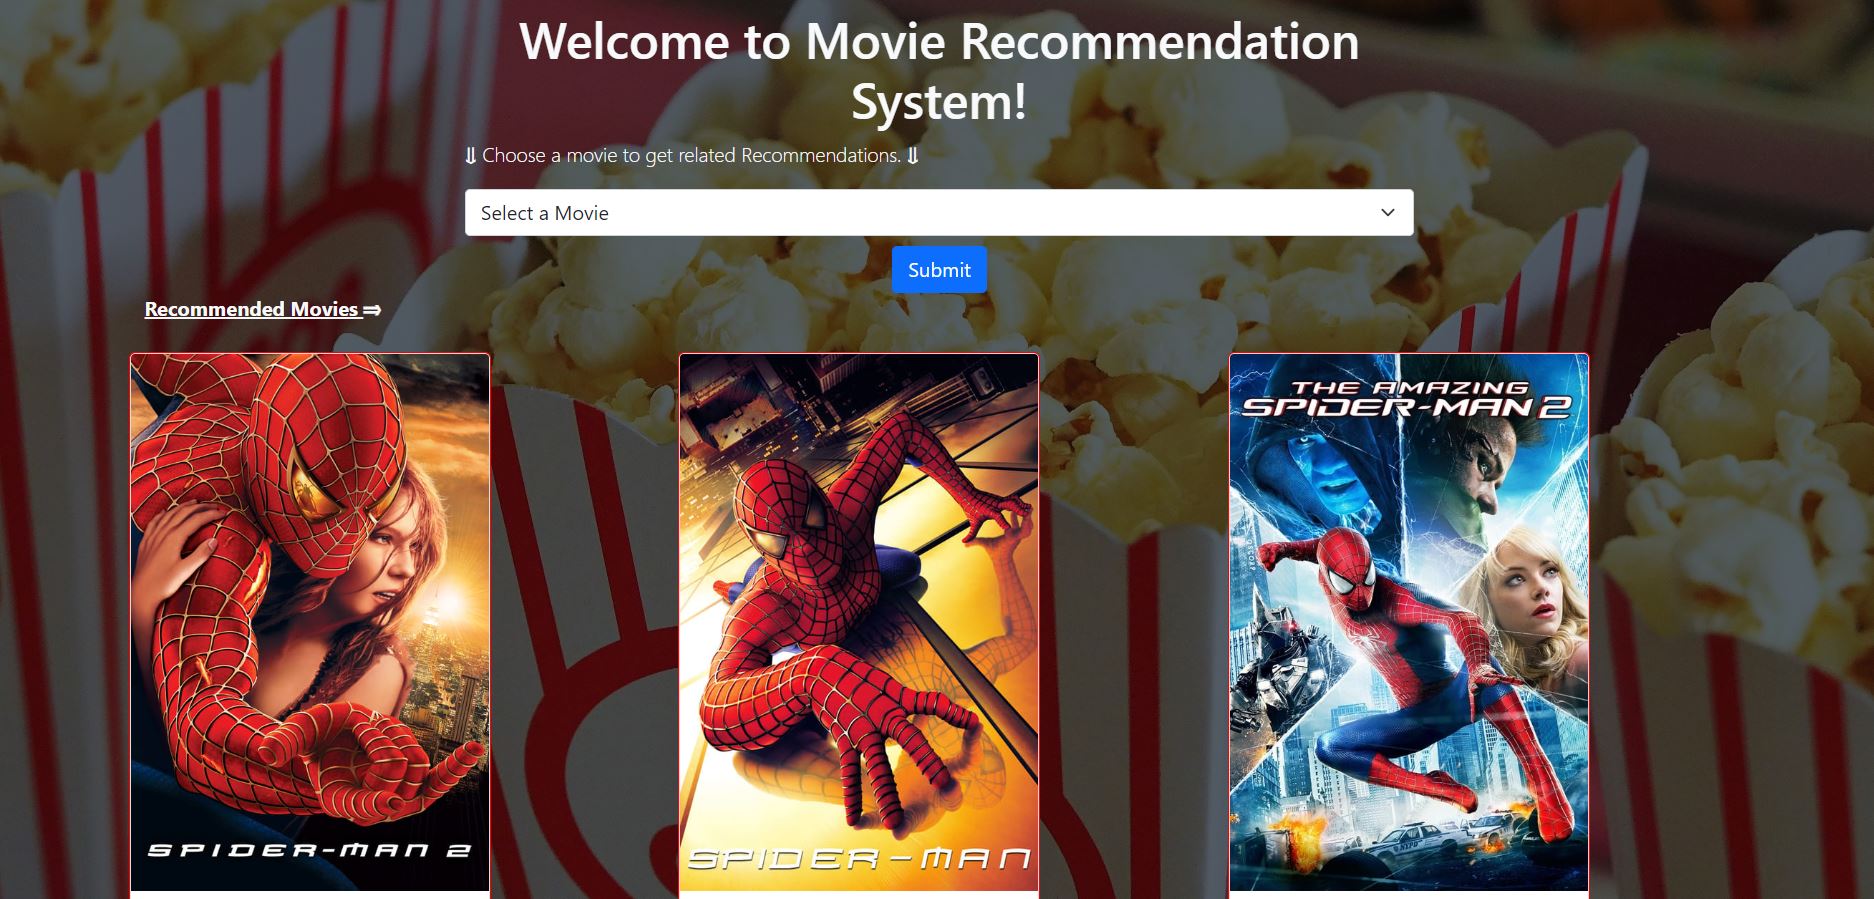 Welcome to Movie Recommendation
System!
⇓ Choose a movie to get related Recommendations. ⇓
Select a Movie
Submit
Recommended Movies ⇒
SPIDER-MAN 2
SPIDER-MAN
THE AMAZING
SPIDER-MAN 2
NYPD